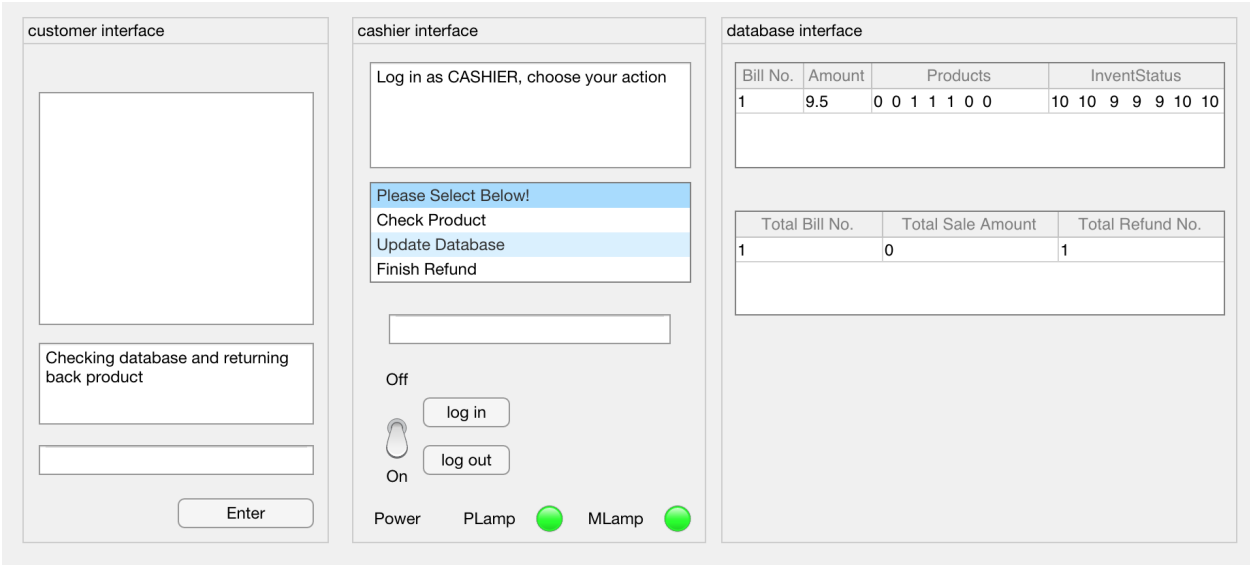 customer interface
Checking database and returning
back product
Enter
cashier interface
Log in as CASHIER, choose your action
Please Select Below!
Check Product
Update Database
Finish Refund
Off
log in
log out
On
Power PLamp MLamp
database interface
Bill No. Amount Products InventStatus
1 9.5 0 0 1 1 1 0 0 10 10 9 9 9 10 10
Total Bill No. Total Sale Amount Total Refund No.
1 0 1